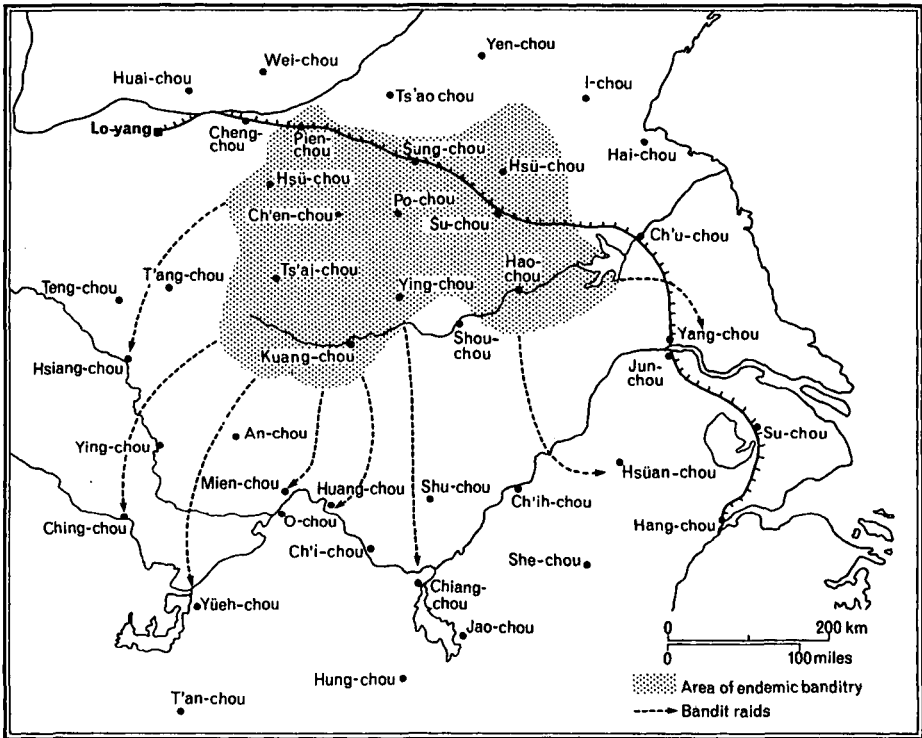 Yen-chou
Wei-chou
Huai-chou
Ts'ao chou
I-chou
Lo-yang
Cheng-
chou
Pien-
chou
Sung-chou
Hai-chou
Hsü-chou
Hsü-chou
Po-chou
Ch'en-chou
Su-chou
Ch'u-chou
Hao-
chou
Ts'ai-chou
T'ang-chou
Teng-chou
Ying-chou
Shou-
chou
Yang-chou
Kuang-chou
Jun-
chou
Hsiang-chou
An-chou
Su-chou
Ying-chou
Hsüan-chou
Mien-chou
Huang-chou
Shu-chou
Ch'ih-chou
Ching-chou
O-chou
Hang-chou
Ch'i-chou
She-chou
Chiang-
chou
Yüeh-chou
Jao-chou
0 200 km
0 100 miles
Hung-chou
Area of endemic banditry
T'an-chou
Bandit raids